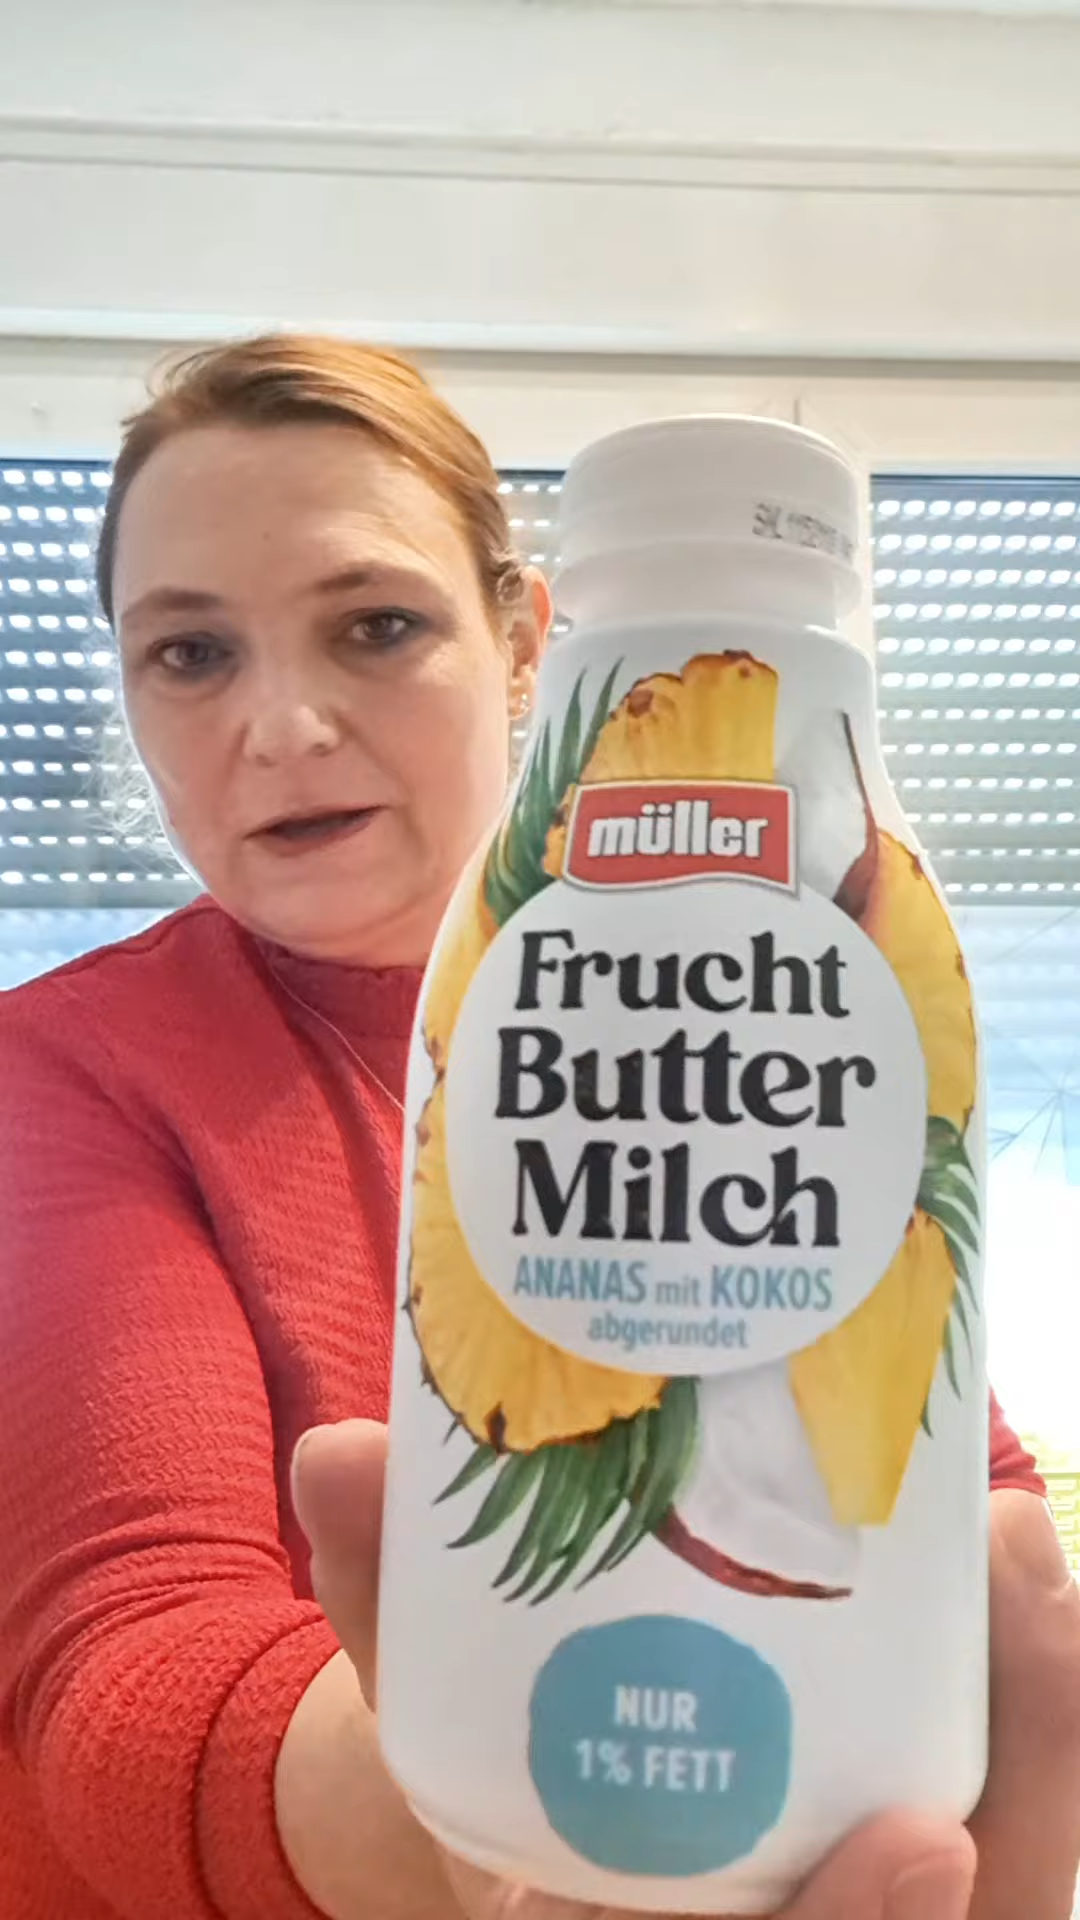 müller
Frucht
Butter
Milch
ANANAS mit KOKOS
abgerundet
NUR
1% FETT